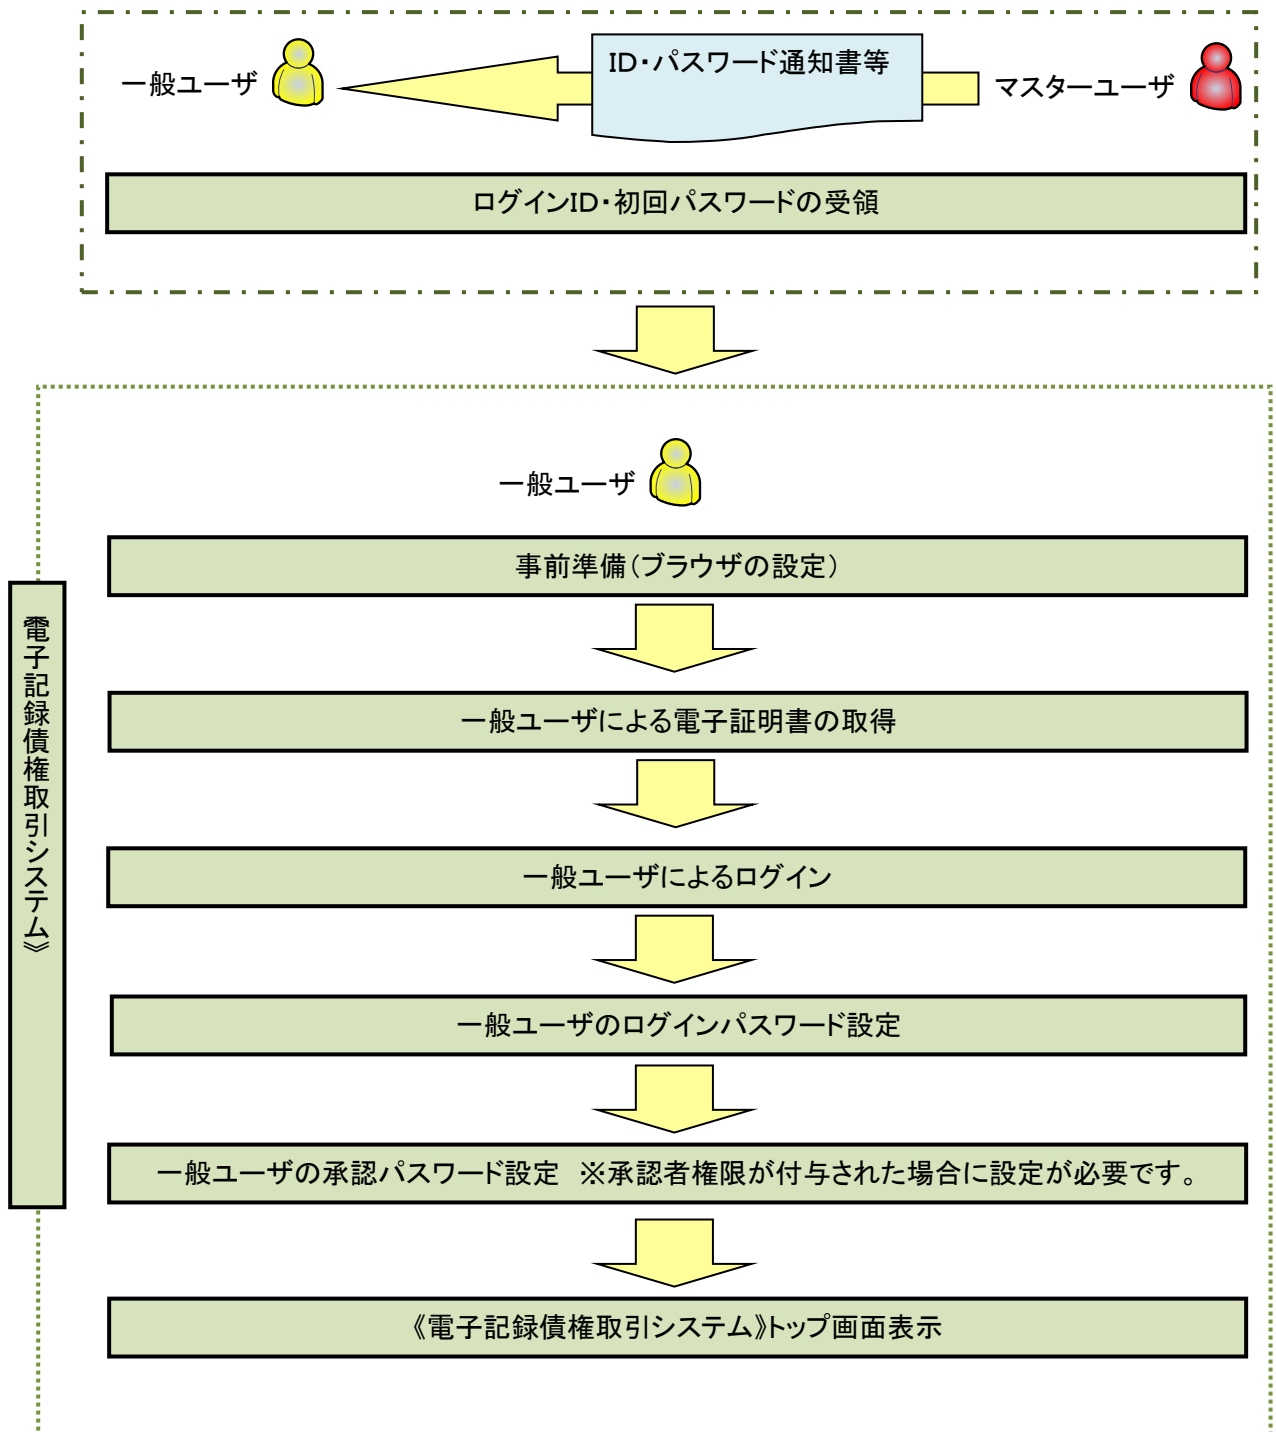 一般ユーザ
ID・パスワード通知書等
マスターユーザ
ログインID・初回パスワードの受領
一般ユーザ
事前準備（ブラウザの設定）
電子記録債権取引システム》
一般ユーザによる電子証明書の取得
一般ユーザによるログイン
一般ユーザのログインパスワード設定
一般ユーザの承認パスワード設定　※承認者権限が付与された場合に設定が必要です。
《電子記録債権取引システム》トップ画面表示